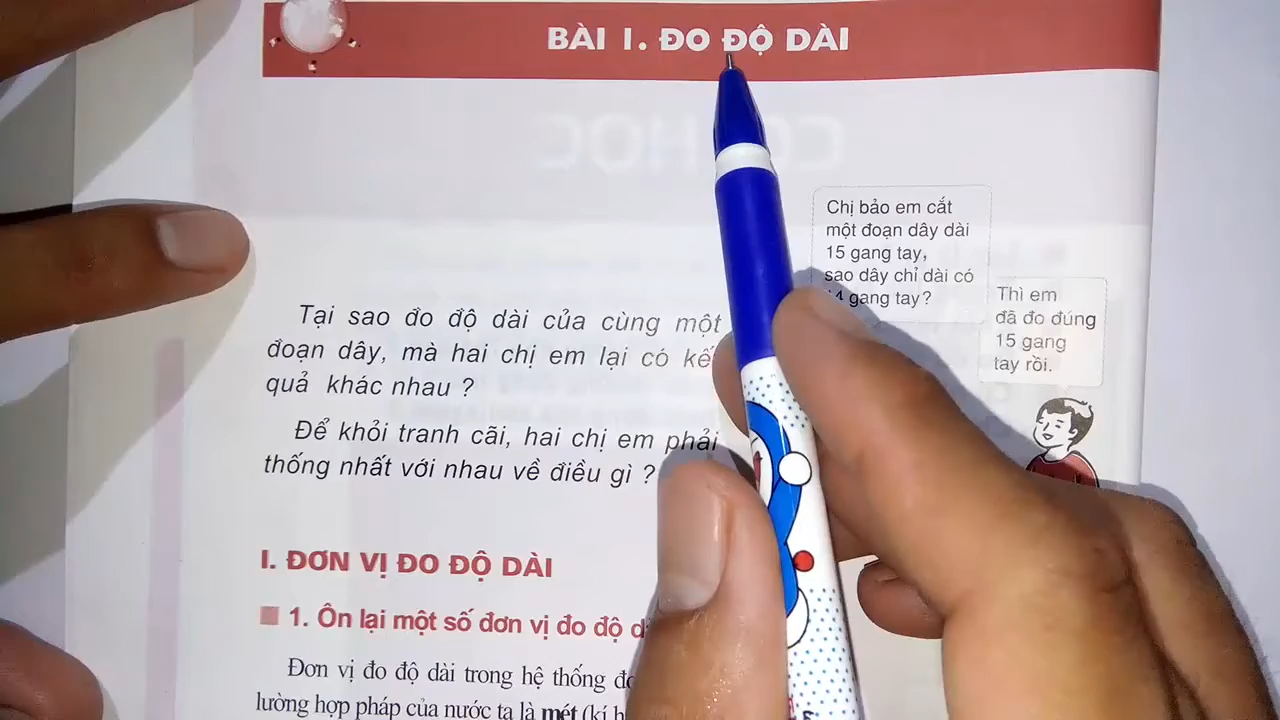 BÀI 1. ĐO ĐỘ DÀI
Chị bảo em cắt
một đoạn dây dài
15 gang tay,
sao dây chỉ dài có
14 gang tay?
Thì em
đã đo đúng
15 gang
tay rồi.
Tại sao đo độ dài của cùng một
đoạn dây, mà hai chị em lại có kết
quả khác nhau ?
Để khỏi tranh cãi, hai chị em phải
thống nhất với nhau về điều gì ?
I. ĐƠN VỊ ĐO ĐỘ DÀI
1. Ôn lại một số đơn vị đo độ
Đơn vị đo độ dài trong hệ thống
lường hợp pháp của nước ta là mét (kí